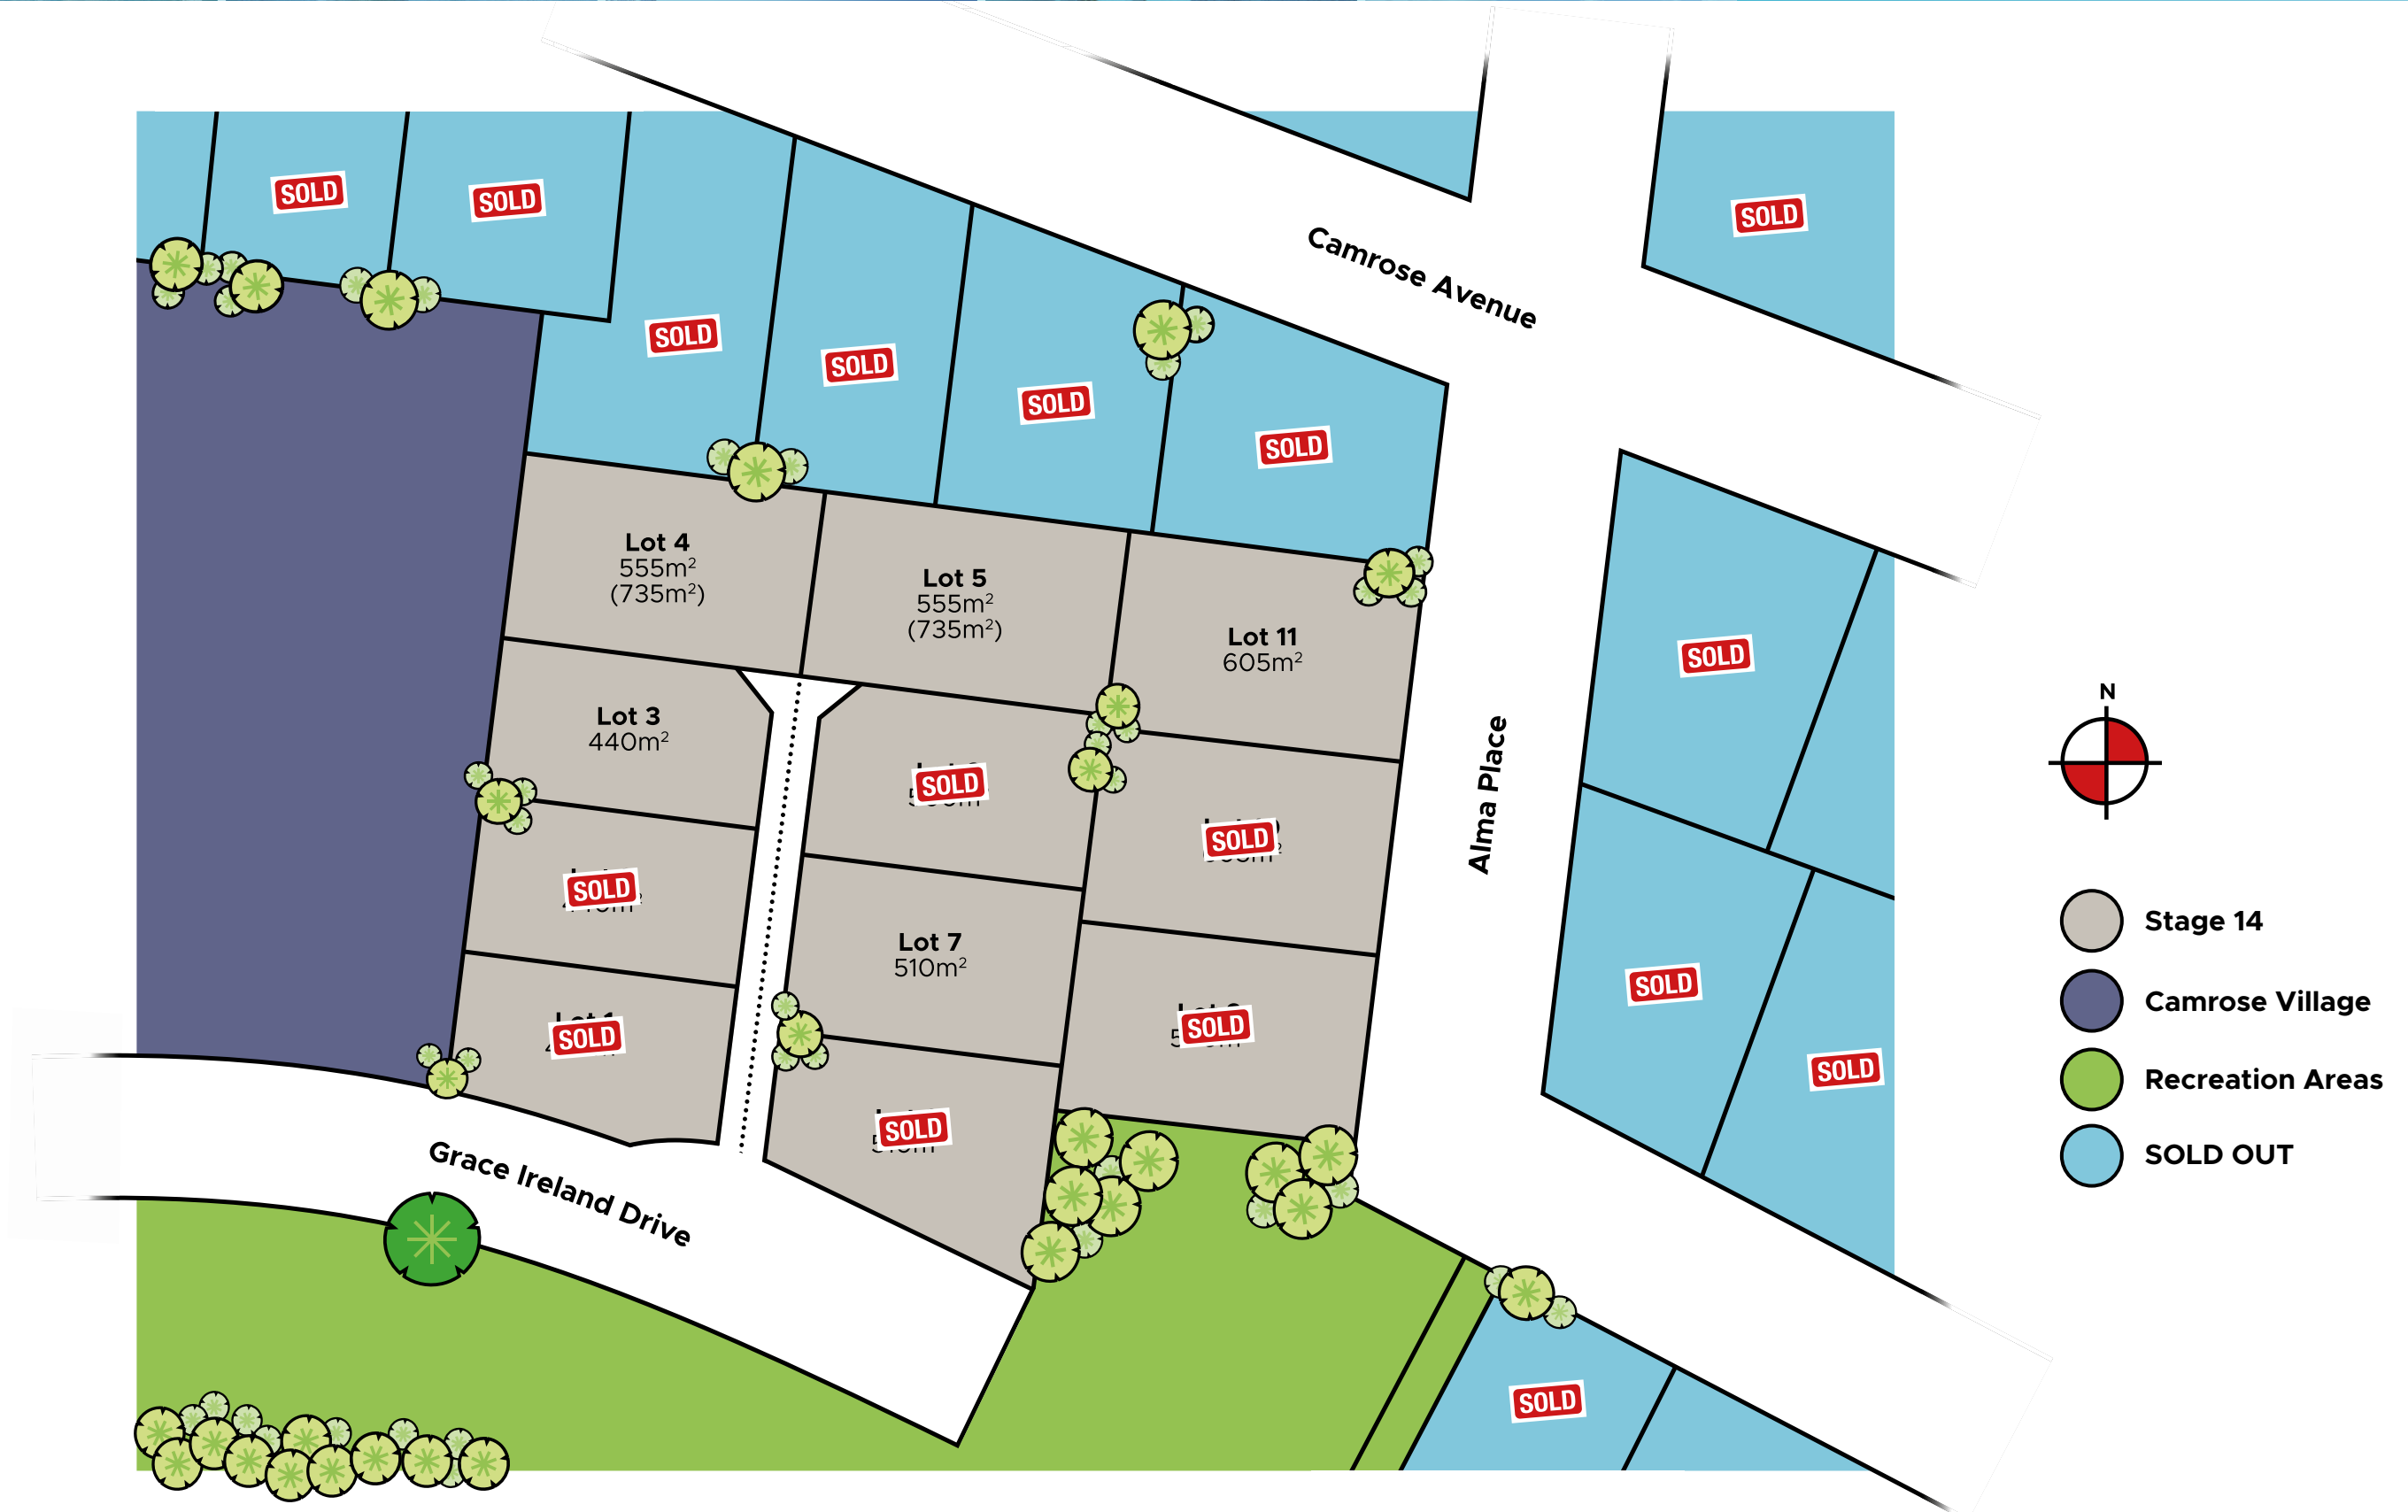 SOLD
SOLD
SOLD
Camrose Avenue
SOLD
SOLD
SOLD
SOLD
Lot 4
555m²
(735m²)
Lot 5
555m²
(735m²)
Lot 11
605m²
SOLD
N
Lot 3
440m²
SOLD
SOLD
Alma Place
SOLD
Lot 7
510m²
SOLD
SOLD
SOLD
SOLD
SOLD
SOLD
Grace Ireland Drive
SOLD
Stage 14
Camrose Village
Recreation Areas
SOLD OUT